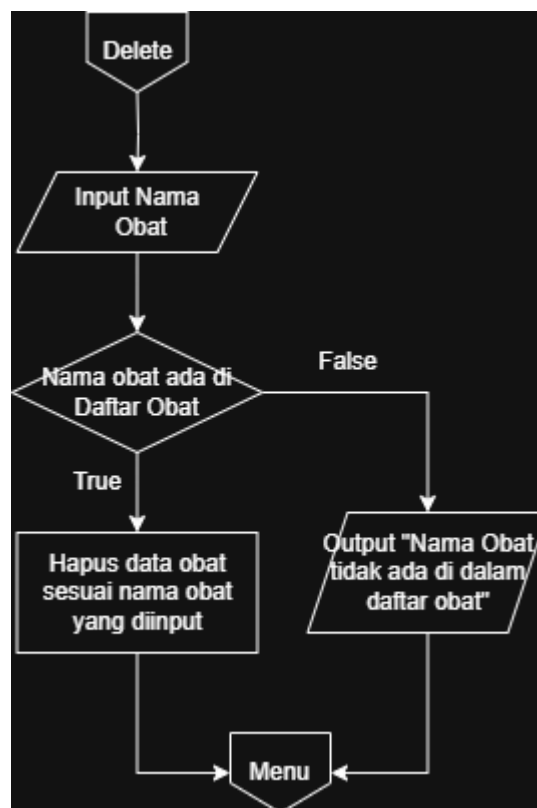 Delete
Input Nama
Obat
Nama obat ada di
Daftar Obat
False
True
Hapus data obat
sesuai nama obat
yang diinput
Output "Nama Obat
tidak ada di dalam
daftar obat"
Menu